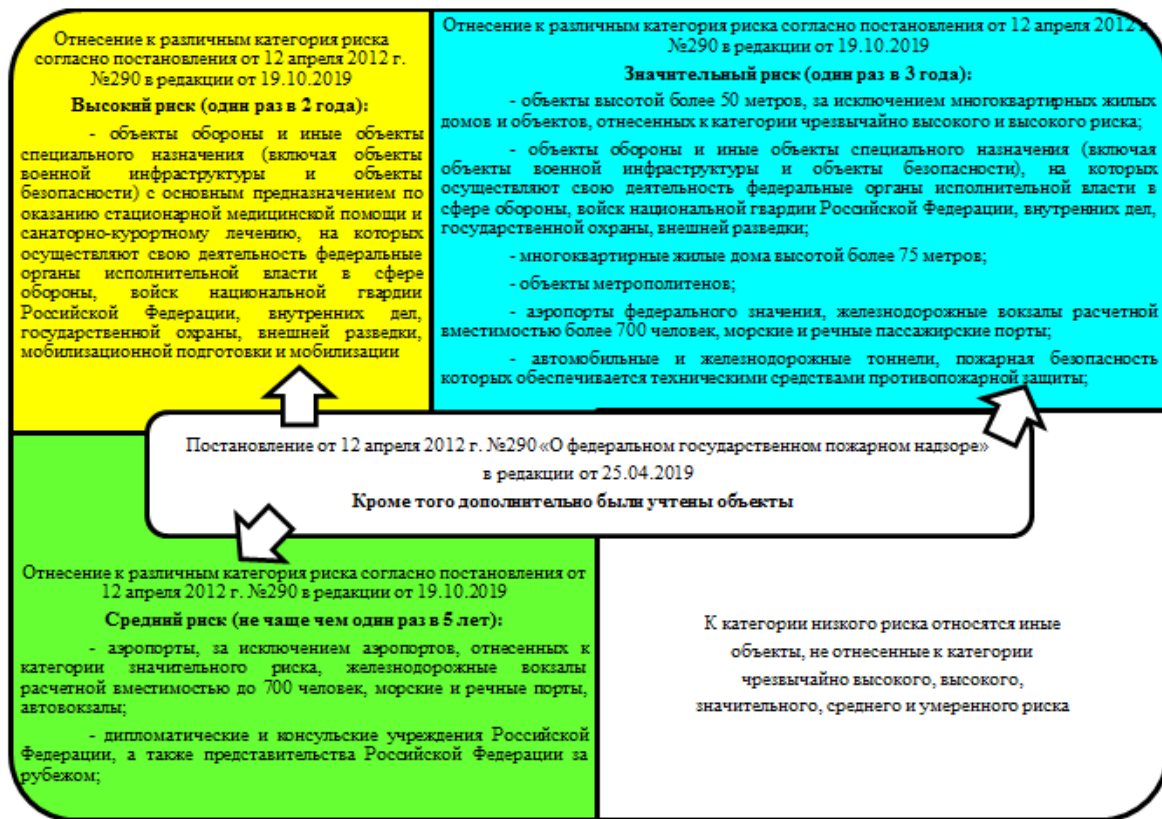 Отнесение к различным категория риска
согласно постановления от 12 апреля 2012 г.
№290 в редакции от 19.10.2019
Высокий риск (один раз в 2 года):
- объекты обороны и иные объекты
специального назначения (включая объекты
военной инфраструктуры и объекты
безопасности) с основным предназначением по
оказанию стационарной медицинской помощи и
санаторно-курортному лечению, на которых
осуществляют свою деятельность федеральные
органы исполнительной власти в сфере
обороны, войск национальной гвардии
Российской Федерации, внутренних дел,
государственной охраны, внешней разведки,
мобилизационной подготовки и мобилизации
Отнесение к различным категория риска согласно постановления от 12 апреля 2012 г.
№290 в редакции от 19.10.2019
Значительный риск (один раз в 3 года):
- объекты высотой более 50 метров, за исключением многоквартирных жилых
домов и объектов, отнесенных к категории чрезвычайно высокого и высокого риска;
- объекты обороны и иные объекты специального назначения (включая
объекты военной инфраструктуры и объекты безопасности), на которых
осуществляют свою деятельность федеральные органы исполнительной власти в
сфере обороны, войск национальной гвардии Российской Федерации, внутренних дел,
государственной охраны, внешней разведки;
- многоквартирные жилые дома высотой более 75 метров;
- объекты метрополитенов;
- аэропорты федерального значения, железнодорожные вокзалы расчетной
вместимостью более 700 человек, морские и речные пассажирские порты;
- автомобильные и железнодорожные тоннели, пожарная безопасность
которых обеспечивается техническими средствами противопожарной защиты;
Постановление от 12 апреля 2012 г. №290 «О федеральном государственном пожарном надзоре»
в редакции от 25.04.2019
Кроме того дополнительно были учтены объекты
Отнесение к различным категория риска согласно постановления от
12 апреля 2012 г. №290 в редакции от 19.10.2019
Средний риск (не чаще чем один раз в 5 лет):
- аэропорты, за исключением аэропортов, отнесенных к
категории значительного риска, железнодорожные вокзалы
расчетной вместимостью до 700 человек, морские и речные порты,
автовокзалы;
- дипломатические и консульские учреждения Российской
Федерации, а также представительства Российской Федерации за
рубежом;
К категории низкого риска относятся иные
объекты, не отнесенные к категории
чрезвычайно высокого, высокого,
значительного, среднего и умеренного риска